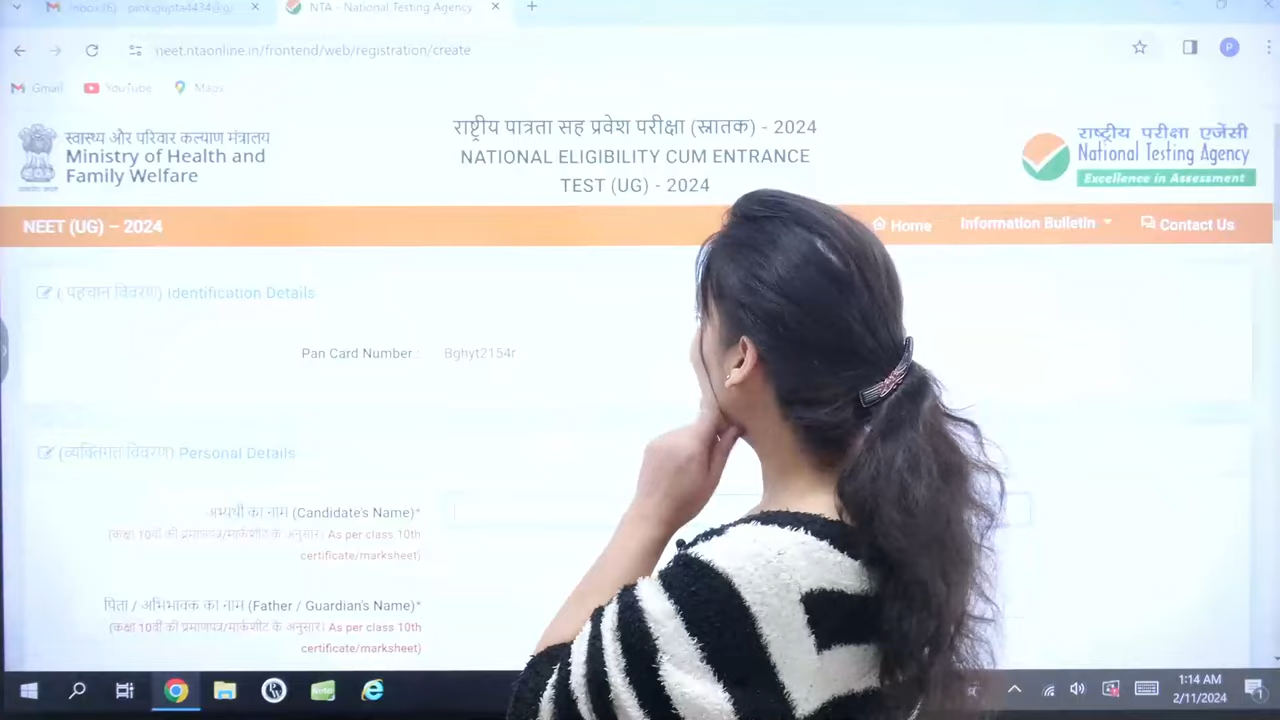 NTA - National Testing Agency
neet.ntaonline.in/frontend/web/registration/create
Gmail
YouTube
Maps
स्वास्थ्य और परिवार कल्याण मंत्रालय
Ministry of Health and
Family Welfare
राष्ट्रीय पात्रता सह प्रवेश परीक्षा (स्नातक) - 2024
NATIONAL ELIGIBILITY CUM ENTRANCE
TEST (UG) - 2024
राष्ट्रीय परीक्षा एजेंसी
National Testing Agency
Excellence in Assessment
NEET (UG) – 2024
Home
Information Bulletin
Contact Us
( पहचान विवरण) Identification Details
Pan Card Number : Bghyt2154r
(व्यक्तिगत विवरण) Personal Details
अभ्यर्थी का नाम (Candidate's Name)*
(कक्षा 10वीं की प्रमाणपत्र/मार्कशीट के अनुसार। As per class 10th
certificate/marksheet)
पिता / अभिभावक का नाम (Father / Guardian's Name)*
(कक्षा 10वीं की प्रमाणपत्र/मार्कशीट के अनुसार। As per class 10th
certificate/marksheet)
1:14 AM
2/11/2024